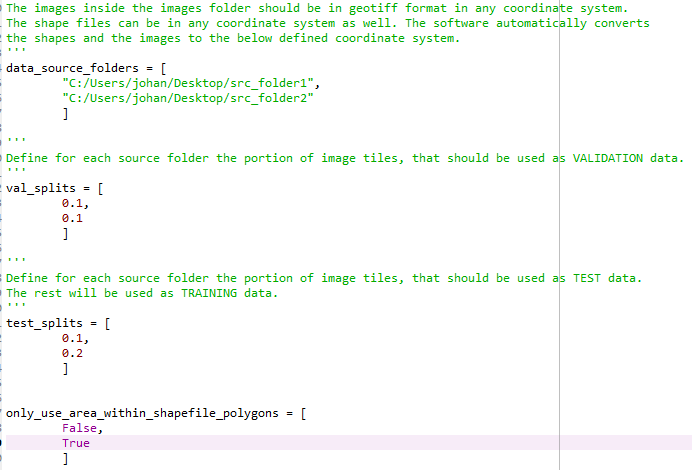 The images inside the images folder should be in geotiff format in any coordinate system.
The shape files can be in any coordinate system as well. The software automatically converts
the shapes and the images to the below defined coordinate system.
'''
data_source_folders = [
"C:/Users/johan/Desktop/src_folder1",
"C:/Users/johan/Desktop/src_folder2"
]
'''
Define for each source folder the portion of image tiles, that should be used as VALIDATION data.
'''
val_splits = [
0.1,
0.1
]
'''
Define for each source folder the portion of image tiles, that should be used as TEST data.
The rest will be used as TRAINING data.
'''
test_splits = [
0.1,
0.2
]
only_use_area_within_shapefile_polygons = [
False,
True
]